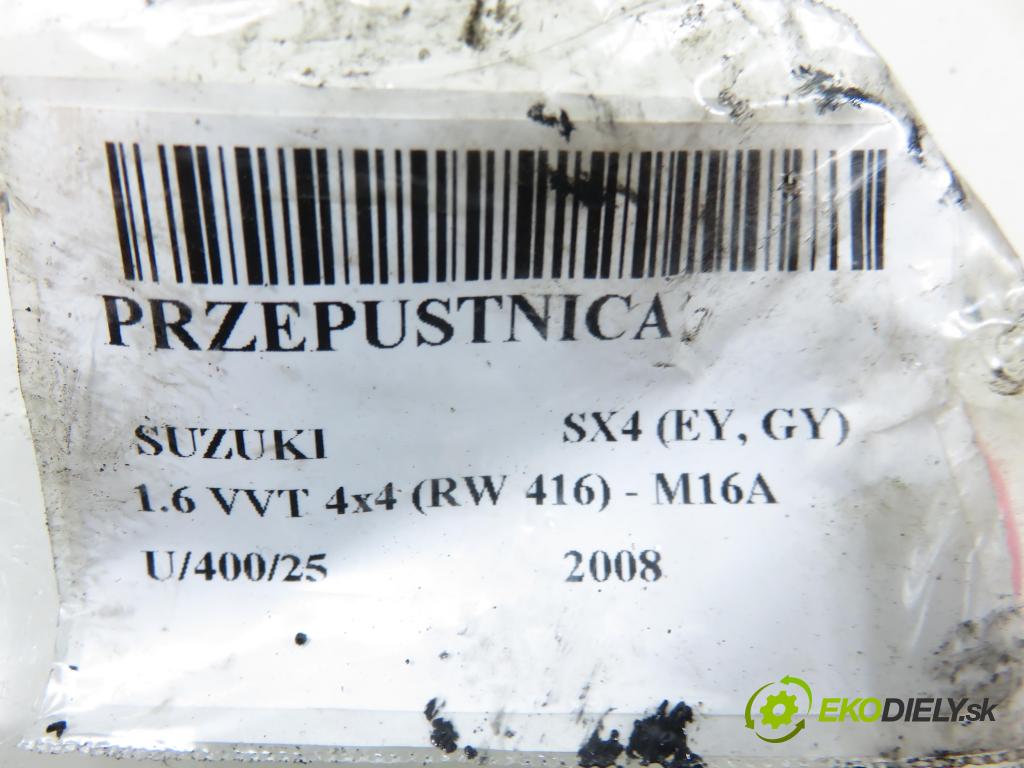 PRZEPUSTNICA
SUZUKI SX4 (EY, GY)
1.6 VVT 4x4 (RW 416) - M16A
U/400/25 2008
EKODIELY.sk